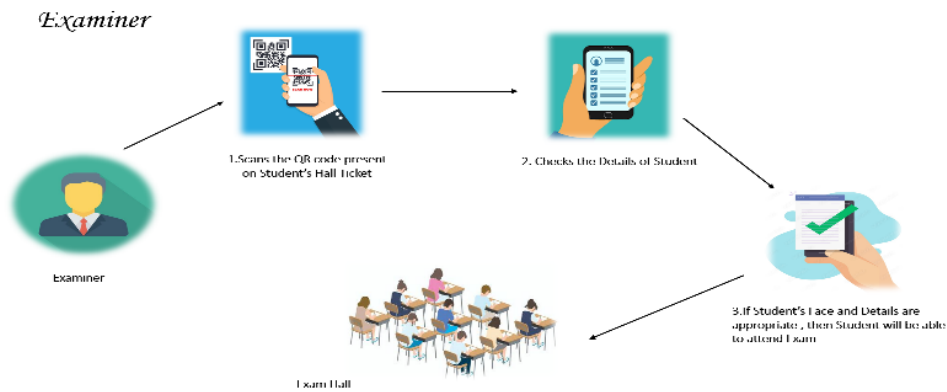 Examiner
1.Scans the QR code present
on Student's Hall Ticket
2. Checks the Details of Student
Examiner
3.If Student's Face and Details are
appropriate , then Student will be able
to attend Exam
Exam Hall